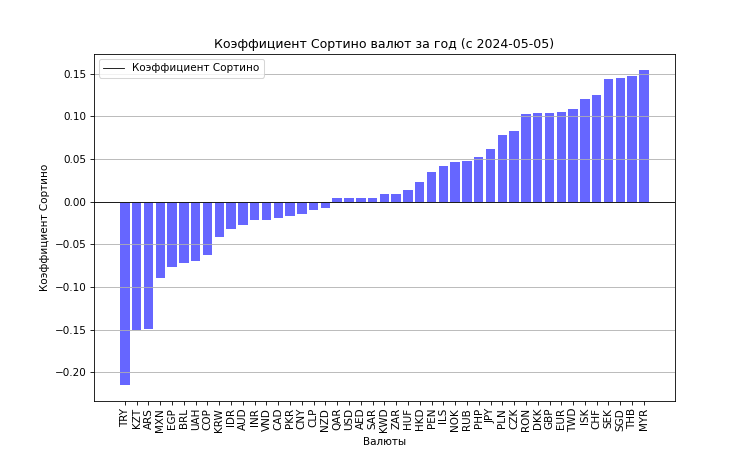 Коэффициент Сортино валют за год (с 2024-05-05)
Коэффициент Сортино
0.15
0.10
0.05
0.00
−0.05
−0.10
−0.15
−0.20
Коэффициент Сортино
TRY
KZT
ARS
MXN
EGP
BRL
UAH
COP
KRW
IDR
AUD
INR
VND
CAD
PKR
CNY
CLP
NZD
QAR
USD
AED
SAR
KWD
ZAR
HUF
HKD
PEN
ILS
NOK
RUB
PHP
JPY
PLN
CZK
RON
DKK
GBP
EUR
TWD
ISK
CHF
SEK
SGD
THB
MYR
Валюты